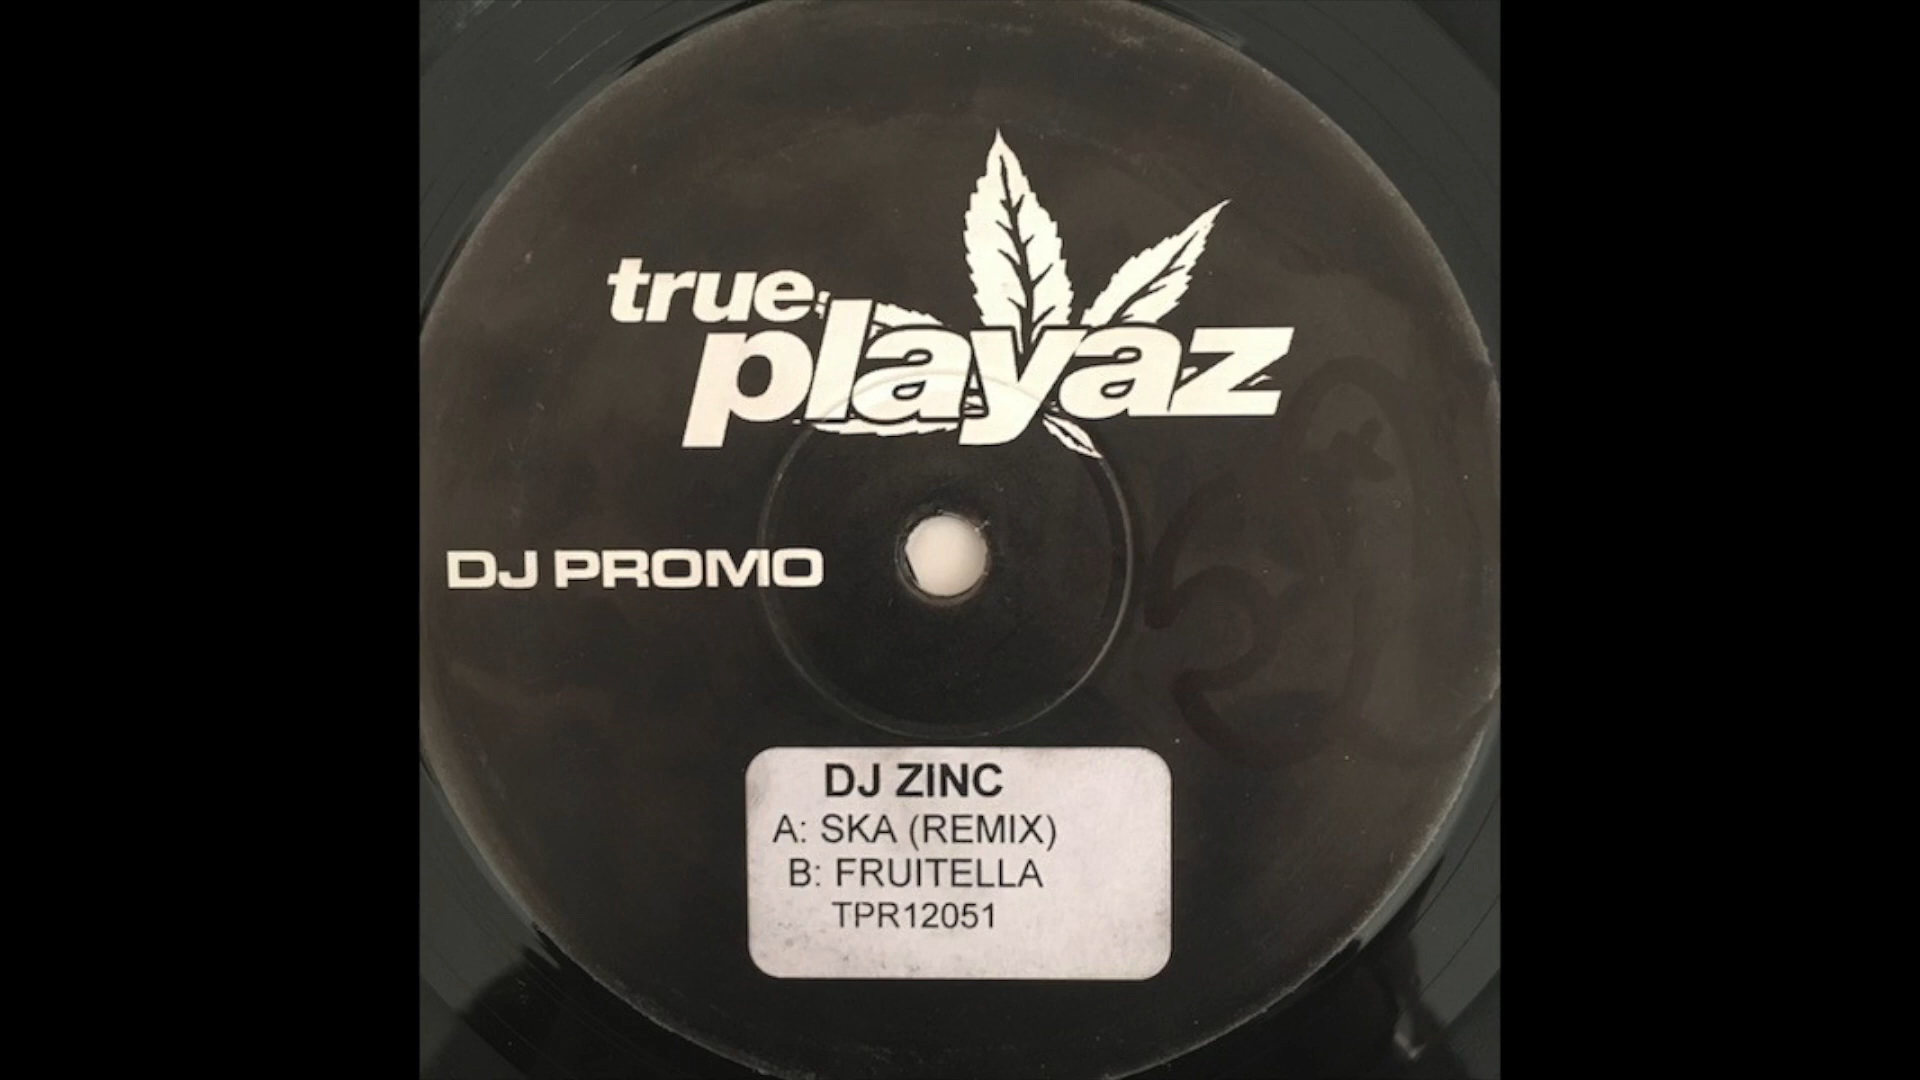 true
playaz
DJ PROMO
DJ ZINC
A: SKA (REMIX)
B: FRUITELLA
TPR12051